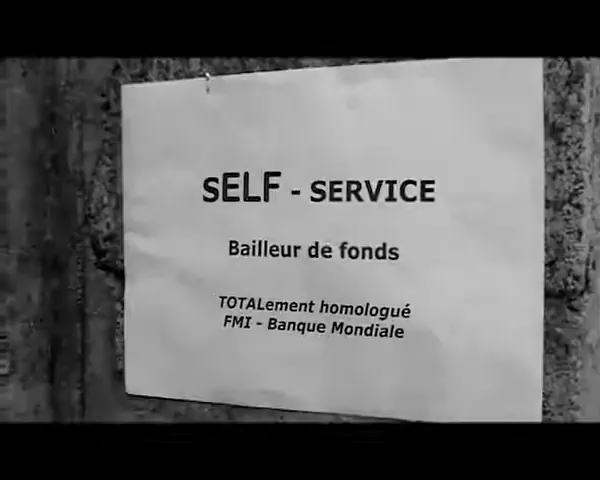 SELF - SERVICE
Bailleur de fonds
TOTALement homologué
FMI - Banque Mondiale